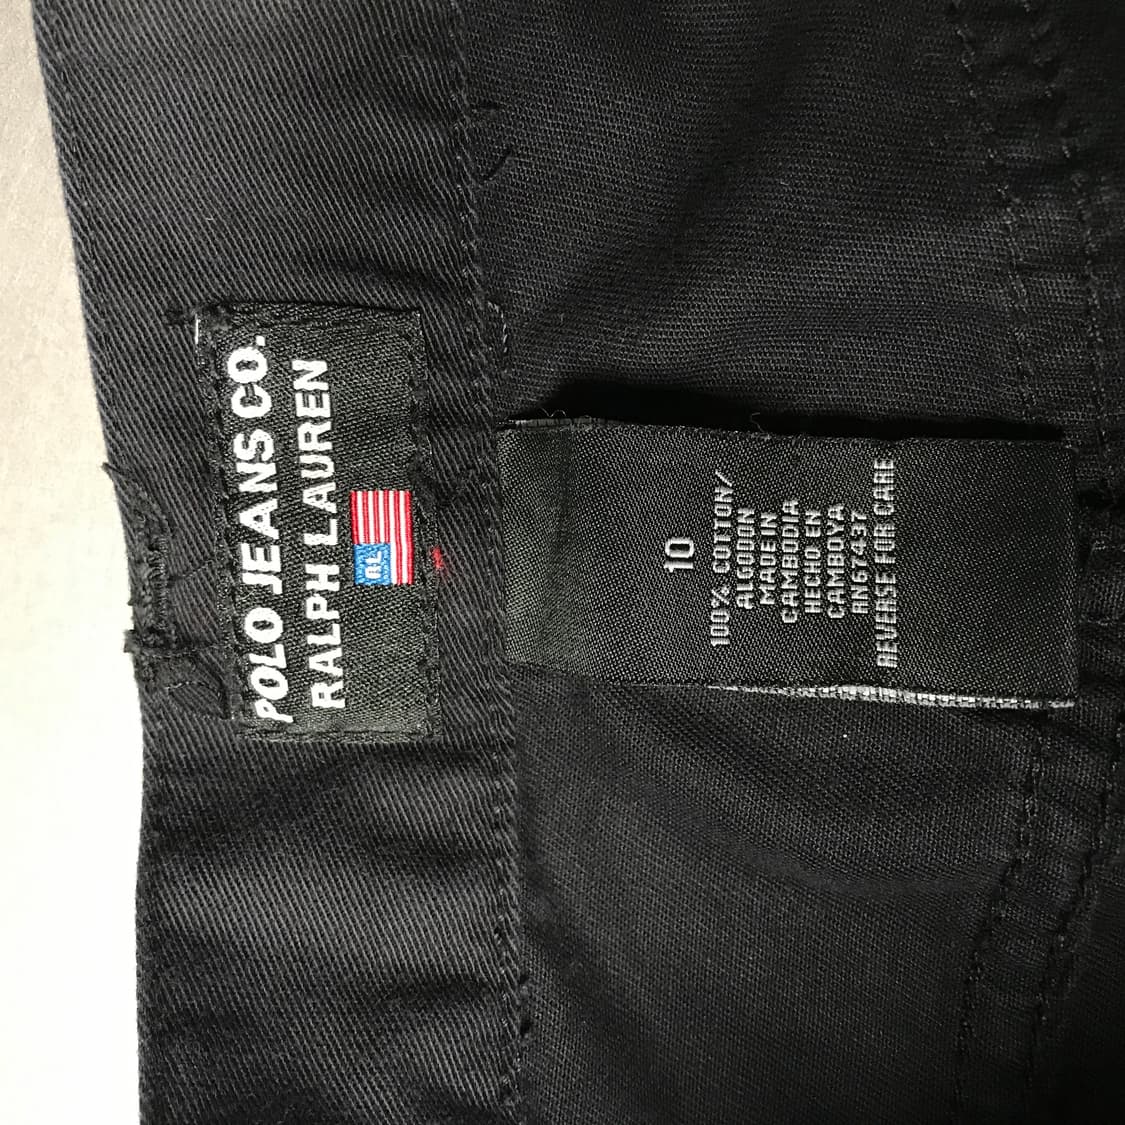 POLO JEANS CO.
RALPH LAUREN
RL
10
100% COTTON/
ALGODON
MADE IN
CAMBODIA
HECHO EN
CAMBOYA
RN67437
REVERSE FOR CARE